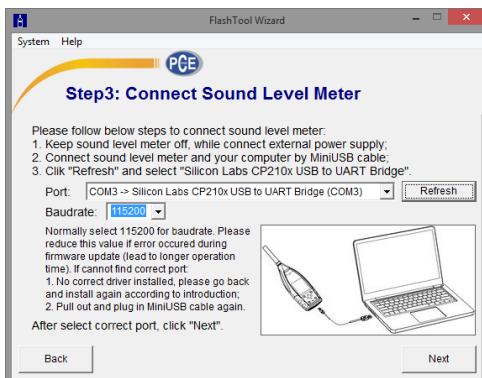 FlashTool Wizard
System Help
PCE
Step3: Connect Sound Level Meter
Please follow below steps to connect sound level meter:
1. Keep sound level meter off, while connect external power supply;
2. Connect sound level meter and your computer by MiniUSB cable;
3. Clik "Refresh" and select "Silicon Labs CP210x USB to UART Bridge".
Port: COM3 -> Silicon Labs CP210x USB to UART Bridge (COM3) Refresh
Baudrate: 115200
Normally select 115200 for baudrate. Please
reduce this value if error occured during
firmware update (lead to longer operation
time). If cannot find correct port:
1. No correct driver installed, please go back
and install again according to introduction;
2. Pull out and plug in MiniUSB cable again.
After select correct port, click "Next".
Back Next